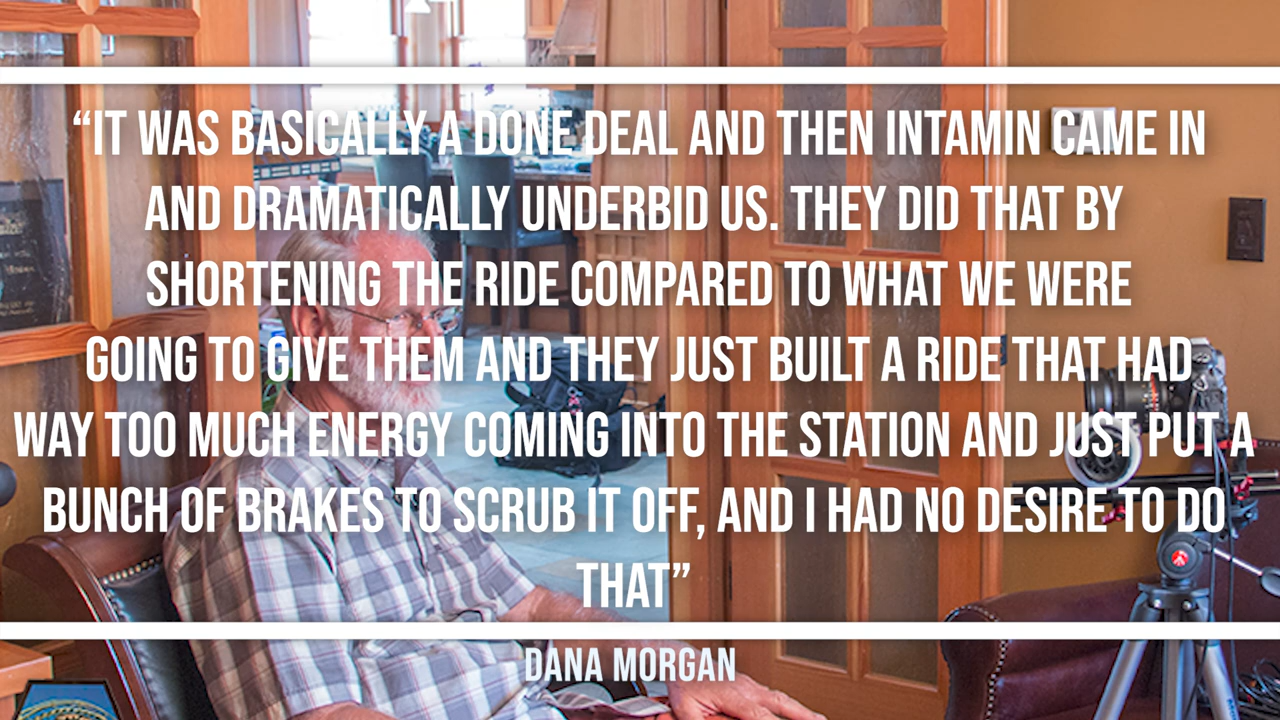 “IT WAS BASICALLY A DONE DEAL AND THEN INTAMIN CAME IN
AND DRAMATICALLY UNDERBID US. THEY DID THAT BY
SHORTENING THE RIDE COMPARED TO WHAT WE WERE
GOING TO GIVE THEM AND THEY JUST BUILT A RIDE THAT HAD
WAY TOO MUCH ENERGY COMING INTO THE STATION AND JUST PUT A
BUNCH OF BRAKES TO SCRUB IT OFF, AND I HAD NO DESIRE TO DO
THAT”
DANA MORGAN